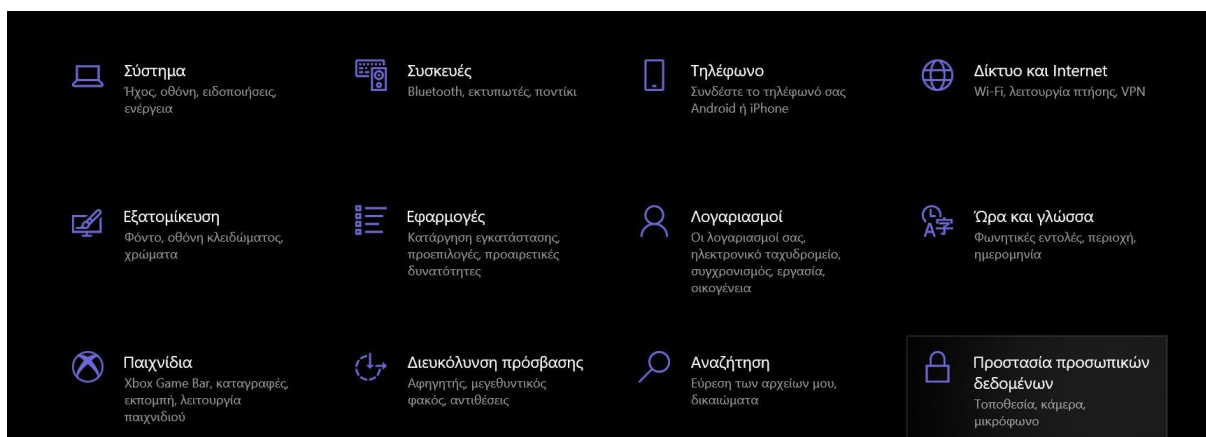 Σύστημα
Ήχος, οθόνη, ειδοποιήσεις,
ενέργεια
Συσκευές
Bluetooth, εκτυπωτές, ποντίκι
Τηλέφωνο
Συνδέστε το τηλέφωνό σας
Android ή iPhone
Δίκτυο και Internet
Wi-Fi, λειτουργία πτήσης, VPN
Εξατομίκευση
Φόντο, οθόνη κλειδώματος,
χρώματα
Εφαρμογές
Κατάργηση εγκατάστασης,
προεπιλογές, προαιρετικές
δυνατότητες
Λογαριασμοί
Οι λογαριασμοί σας,
ηλεκτρονικό ταχυδρομείο,
συγχρονισμός, εργασία,
οικογένεια
Ώρα και γλώσσα
Φωνητικές εντολές, περιοχή,
ημερομηνία
Παιχνίδια
Xbox Game Bar, καταγραφές,
εκπομπή, λειτουργία
παιχνιδιού
Διευκόλυνση πρόσβασης
Αφηγητής, μεγεθυντικός
φακός, αντιθέσεις
Αναζήτηση
Εύρεση των αρχείων μου,
δικαιώματα
Προστασία προσωπικών
δεδομένων
Τοποθεσία, κάμερα,
μικρόφωνο